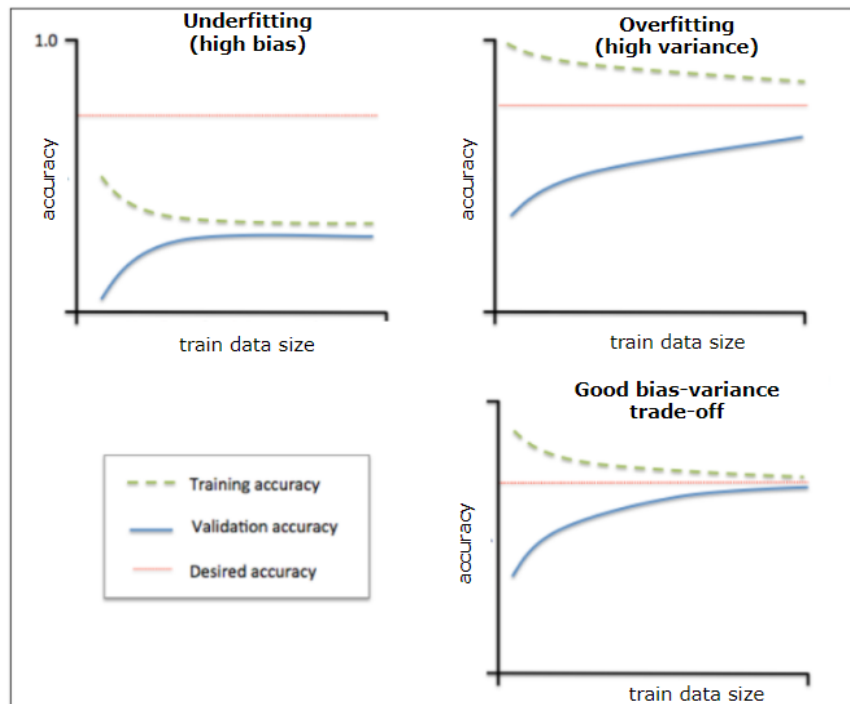 Underfitting
(high bias)
1.0
accuracy
train data size
Overfitting
(high variance)
accuracy
train data size
Good bias-variance
trade-off
accuracy
train data size
Training accuracy
Validation accuracy
Desired accuracy